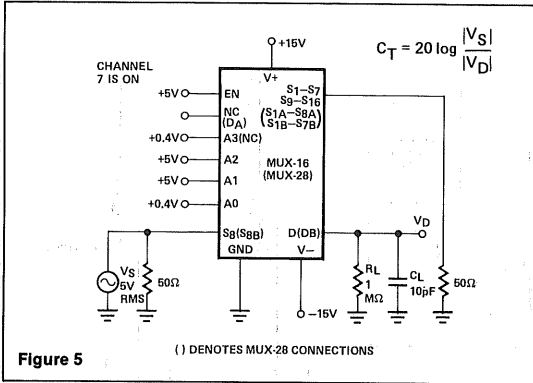 +15V
C_T = 20 log |V_S| / |V_D|
CHANNEL
7 IS ON
V+
+5V EN
S1–S7
S9–S16
(S1A–S8A)
(S1B–S7B)
NC
(D_A)
+0.4V A3(NC)
+5V A2
MUX-16
(MUX-28)
+5V A1
+0.4V A0
S8(S8B)
D(DB)
V_D
GND
V–
V_S
5V
RMS
50Ω
R_L
1
MΩ
C_L
10pF
50Ω
–15V
( ) DENOTES MUX-28 CONNECTIONS
Figure 5